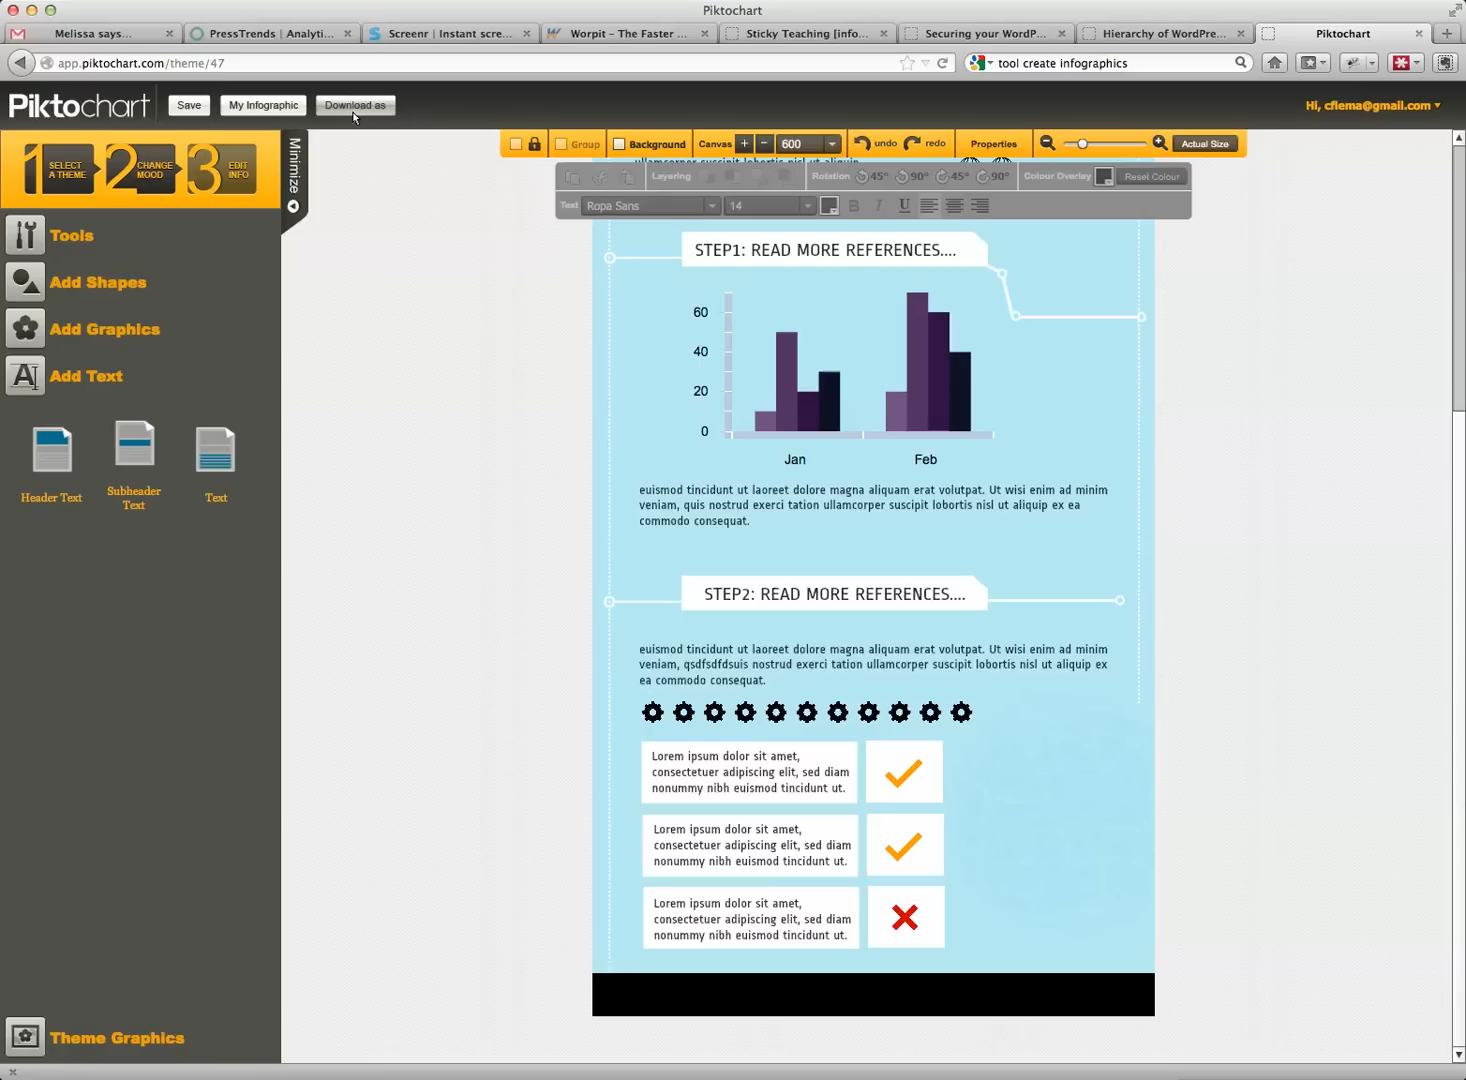 Piktochart
Melissa says...
PressTrends | Analyti...
Screenr | Instant scre...
Worpit – The Faster ...
Sticky Teaching [info...
Securing your WordP...
Hierarchy of WordPre...
Piktochart
app.piktochart.com/theme/47
tool create infographics
Piktochart
Save
My Infographic
Download as
Hi, cflema@gmail.com
1 SELECT A THEME
2 CHANGE MOOD
3 EDIT INFO
Minimize
Group
Background
Canvas
600
undo
redo
Properties
Actual Size
ullamcorper suscipit lobortis nisl ut aliquip
Layering
Rotation
45°
90°
45°
90°
Colour Overlay
Reset Colour
Text
Ropa Sans
14
B
I
U
Tools
Add Shapes
Add Graphics
Add Text
Header Text
Subheader
Text
Text
Theme Graphics
STEP1: READ MORE REFERENCES....
60
40
20
0
Jan
Feb
euismod tincidunt ut laoreet dolore magna aliquam erat volutpat. Ut wisi enim ad minim
veniam, quis nostrud exerci tation ullamcorper suscipit lobortis nisl ut aliquip ex ea
commodo consequat.
STEP2: READ MORE REFERENCES....
euismod tincidunt ut laoreet dolore magna aliquam erat volutpat. Ut wisi enim ad minim
veniam, qsdfsdfdsuis nostrud exerci tation ullamcorper suscipit lobortis nisl ut aliquip ex
ea commodo consequat.
Lorem ipsum dolor sit amet,
consectetuer adipiscing elit, sed diam
nonummy nibh euismod tincidunt ut.
Lorem ipsum dolor sit amet,
consectetuer adipiscing elit, sed diam
nonummy nibh euismod tincidunt ut.
Lorem ipsum dolor sit amet,
consectetuer adipiscing elit, sed diam
nonummy nibh euismod tincidunt ut.